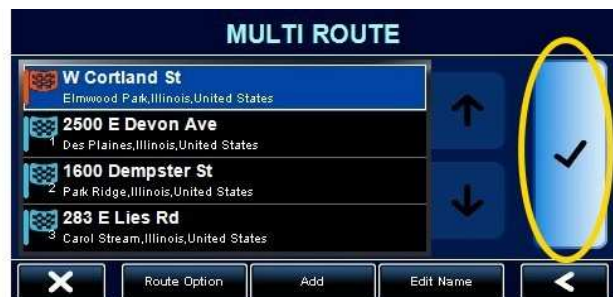 MULTI ROUTE
W Cortland St
Elmwood Park,Illinois,United States
2500 E Devon Ave
1 Des Plaines,Illinois,United States
1600 Dempster St
2 Park Ridge,Illinois,United States
283 E Lies Rd
3 Carol Stream,Illinois,United States
Route Option Add Edit Name